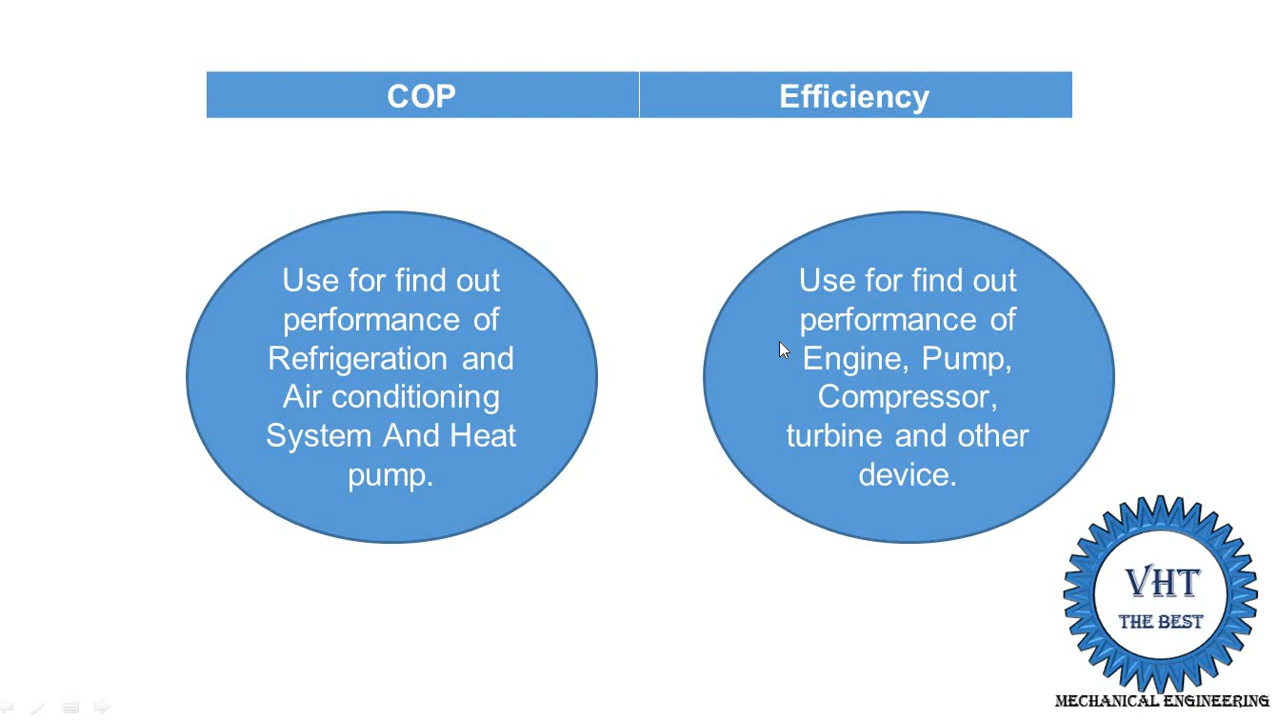 COP
Efficiency
Use for find out
performance of
Refrigeration and
Air conditioning
System And Heat
pump.
Use for find out
performance of
Engine, Pump,
Compressor,
turbine and other
device.
VHT
THE BEST
MECHANICAL ENGINEERING